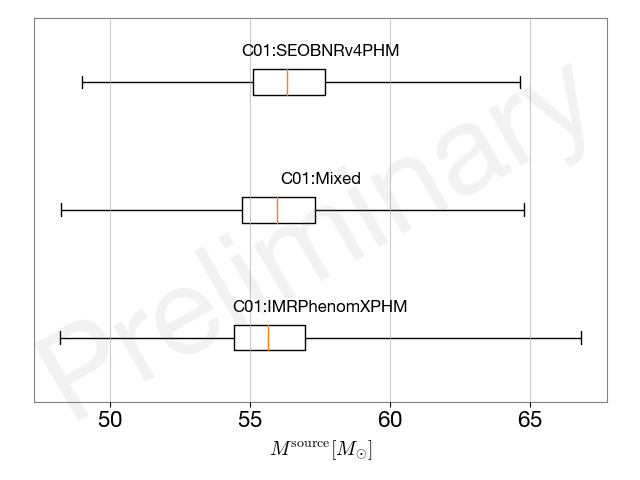 C01:SEOBNRv4PHM
C01:Mixed
C01:IMRPhenomXPHM
Preliminary
50 55 60 65
M^source [M_⊙]